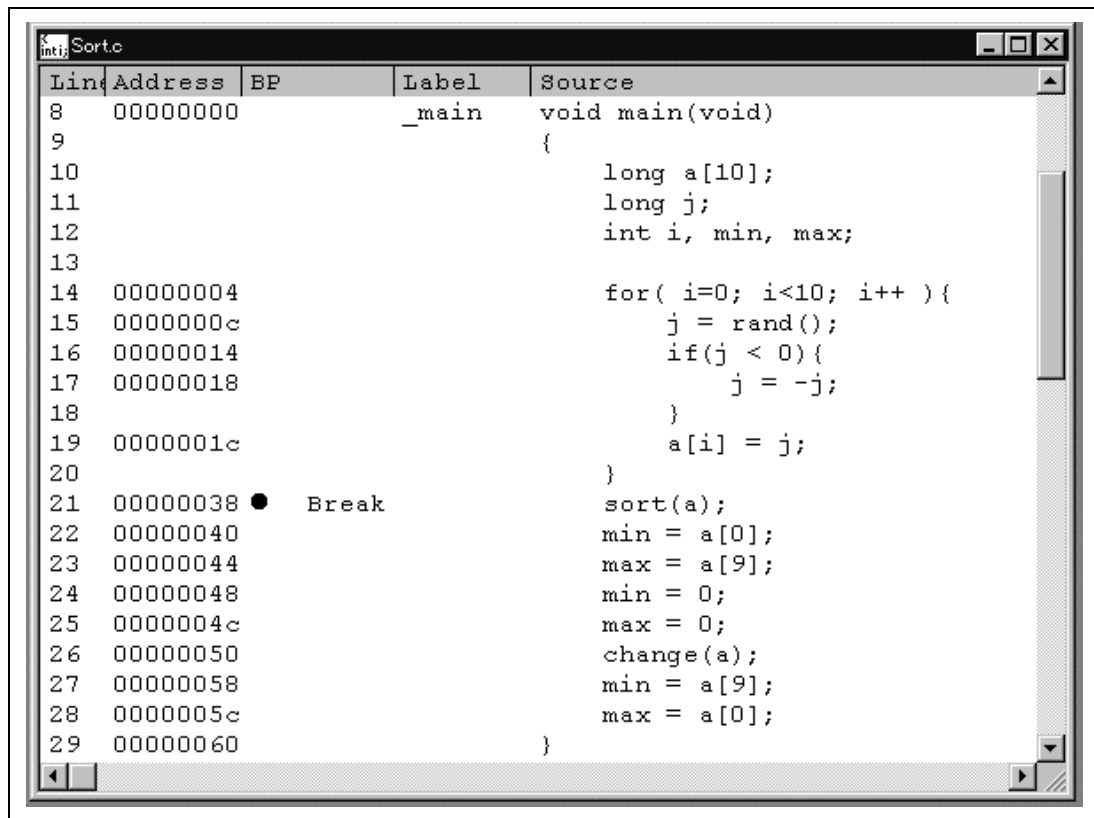 inti; Sort.c
Line Address BP Label Source
8 00000000 _main void main(void)
9 {
10 long a[10];
11 long j;
12 int i, min, max;
13
14 00000004 for( i=0; i<10; i++ ){
15 0000000c j = rand();
16 00000014 if(j < 0){
17 00000018 j = -j;
18 }
19 0000001c a[i] = j;
20 }
21 00000038 ● Break sort(a);
22 00000040 min = a[0];
23 00000044 max = a[9];
24 00000048 min = 0;
25 0000004c max = 0;
26 00000050 change(a);
27 00000058 min = a[9];
28 0000005c max = a[0];
29 00000060 }